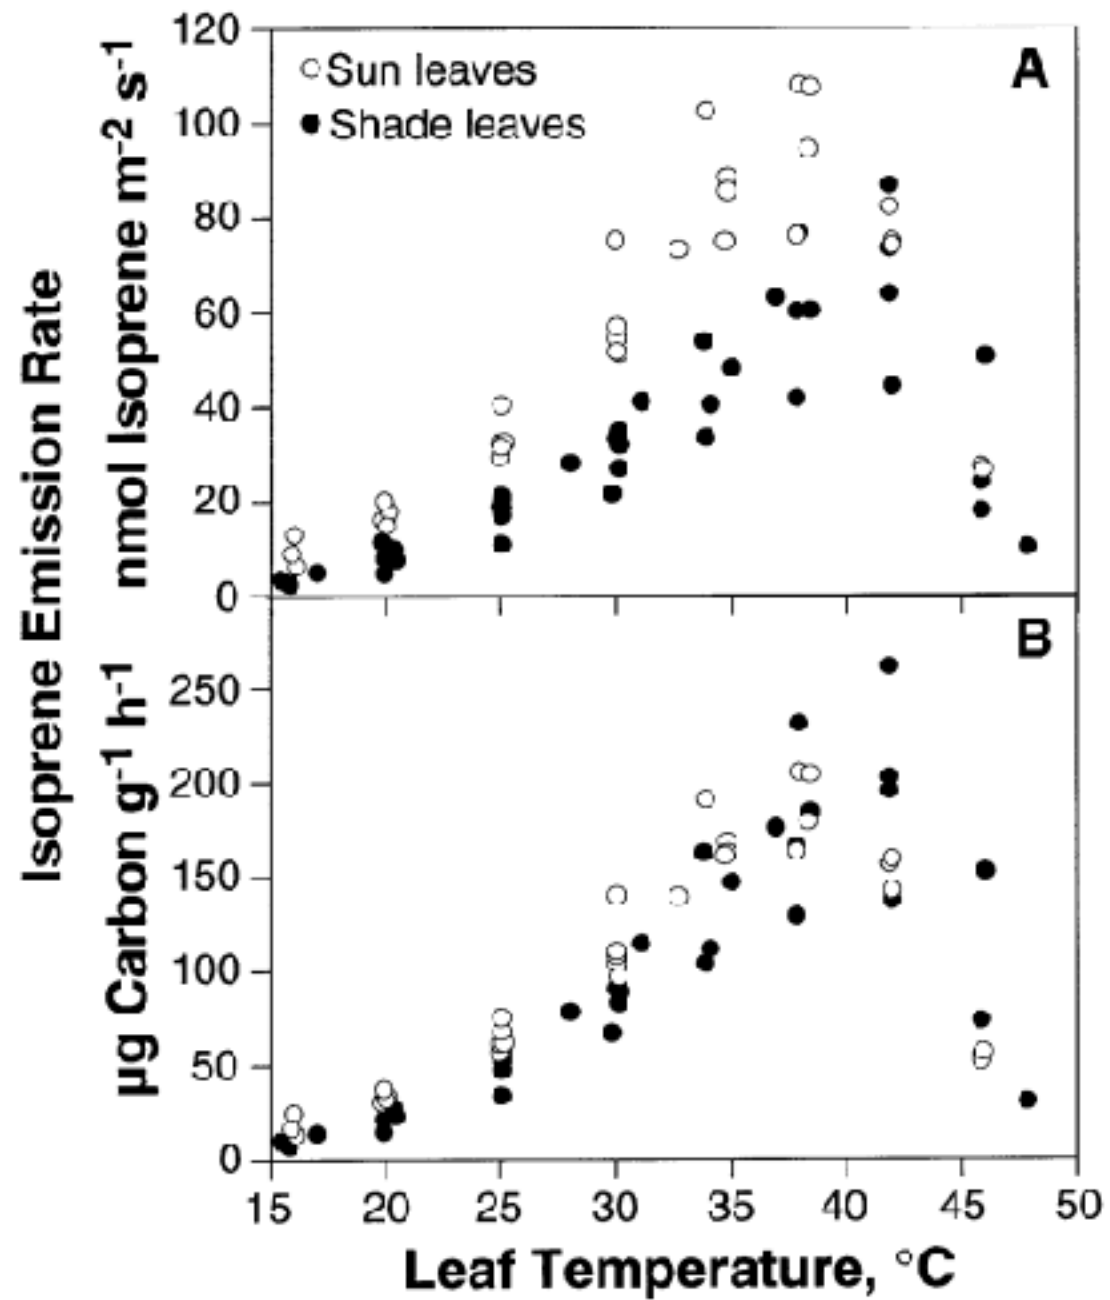 Isoprene Emission Rate
nmol Isoprene m-2 s-1
120
100
80
60
40
20
0
Sun leaves
Shade leaves
A
µg Carbon g-1 h-1
250
200
150
100
50
0
B
15 20 25 30 35 40 45 50
Leaf Temperature, °C